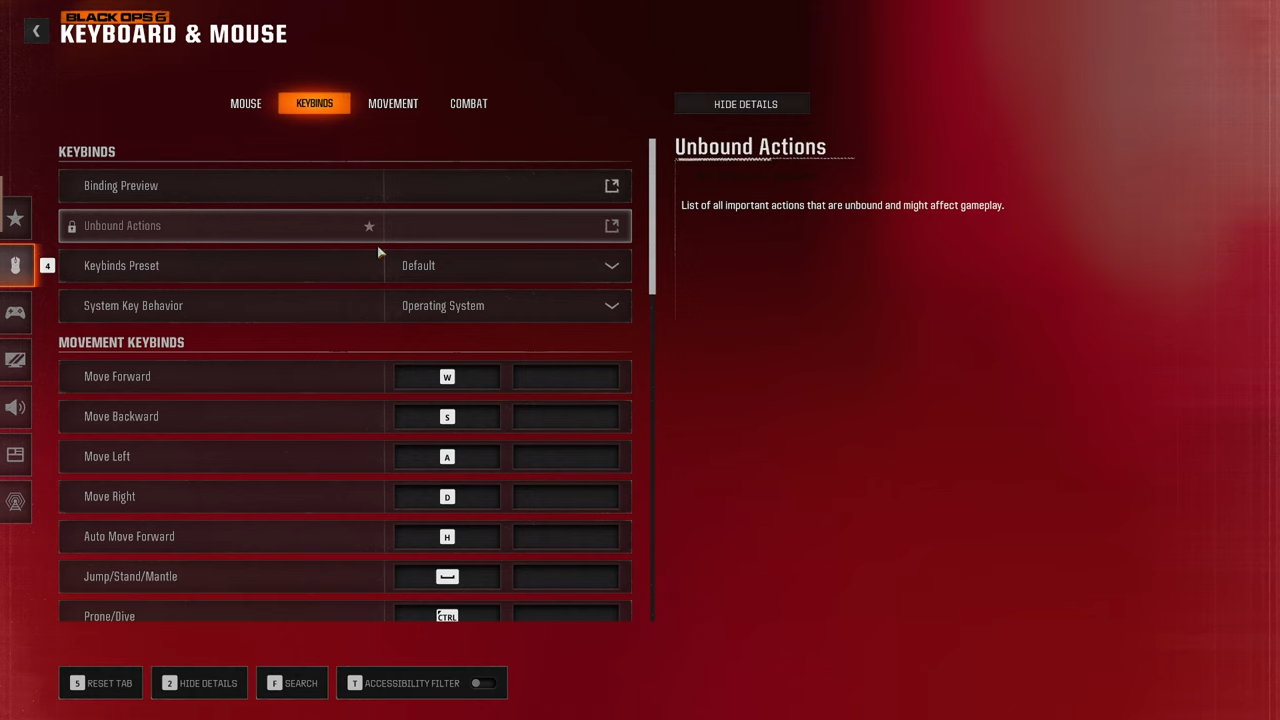 BLACK OPS 6
KEYBOARD & MOUSE
MOUSE
KEYBINDS
MOVEMENT
COMBAT
HIDE DETAILS
KEYBINDS
Binding Preview
Unbound Actions
4
Keybinds Preset
Default
System Key Behavior
Operating System
MOVEMENT KEYBINDS
Move Forward
W
Move Backward
S
Move Left
A
Move Right
D
Auto Move Forward
H
Jump/Stand/Mantle
Prone/Dive
CTRL
Unbound Actions
List of all important actions that are unbound and might affect gameplay.
5 RESET TAB
2 HIDE DETAILS
F SEARCH
T ACCESSIBILITY FILTER